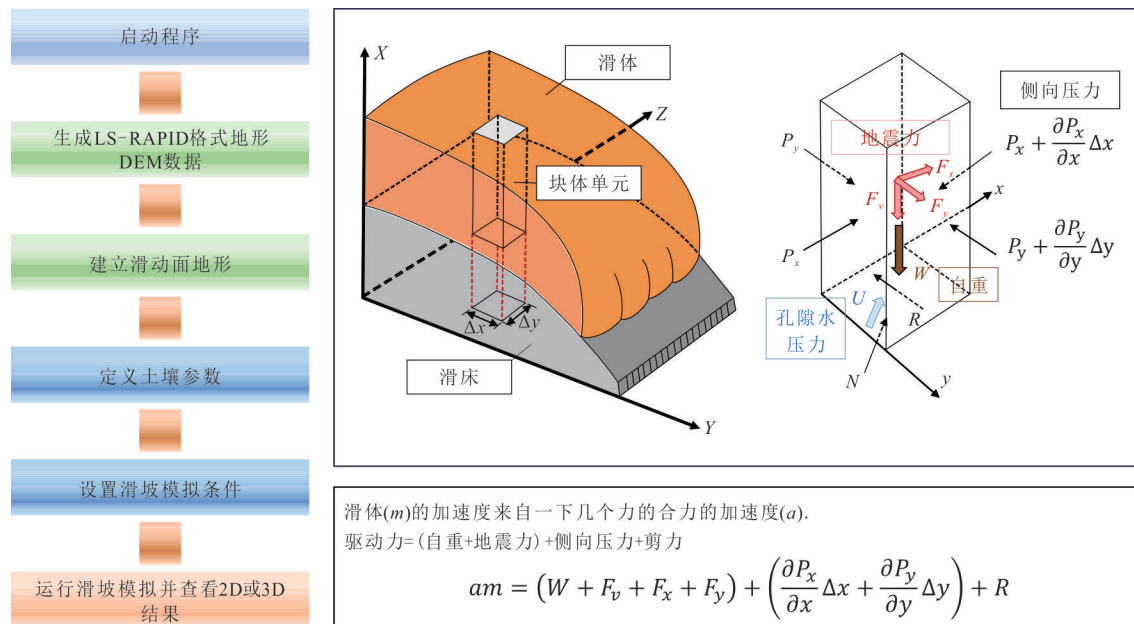 启动程序
生成LS-RAPID格式地形
DEM数据
建立滑动面地形
定义土壤参数
设置滑坡模拟条件
运行滑坡模拟并查看2D或3D
结果
X
滑体
Z
块体单元
Δx
Δy
滑床
Y
侧向压力
地震力
P_y
P_x + ∂P_x/∂x Δx
F_x
F_v
F_y
x
P_x
P_y + ∂P_y/∂y Δy
W
自重
U
R
孔隙水
压力
N
y
滑体(m)的加速度来自一下几个力的合力的加速度(a).
驱动力=(自重+地震力)+侧向压力+剪力
am = (W + F_v + F_x + F_y) + (∂P_x/∂x Δx + ∂P_y/∂y Δy) + R